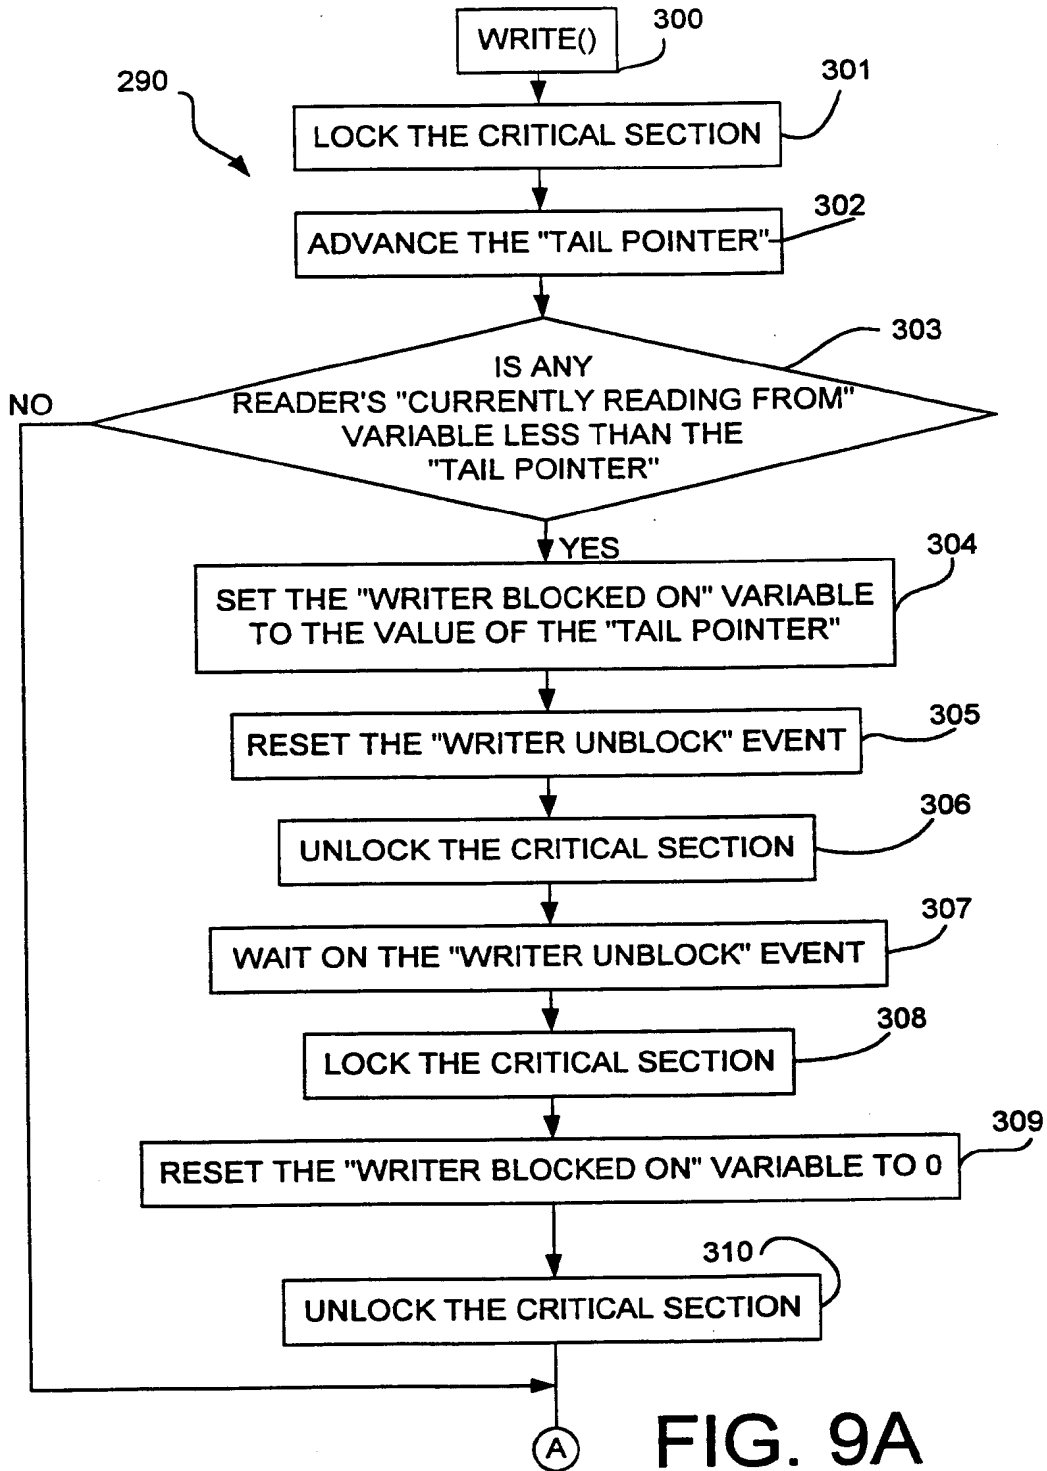 WRITE()
300
290
301
LOCK THE CRITICAL SECTION
302
ADVANCE THE "TAIL POINTER"
303
IS ANY
READER'S "CURRENTLY READING FROM"
VARIABLE LESS THAN THE
"TAIL POINTER"
NO
YES
304
SET THE "WRITER BLOCKED ON" VARIABLE
TO THE VALUE OF THE "TAIL POINTER"
305
RESET THE "WRITER UNBLOCK" EVENT
306
UNLOCK THE CRITICAL SECTION
307
WAIT ON THE "WRITER UNBLOCK" EVENT
308
LOCK THE CRITICAL SECTION
309
RESET THE "WRITER BLOCKED ON" VARIABLE TO 0
310
UNLOCK THE CRITICAL SECTION
A
FIG. 9A